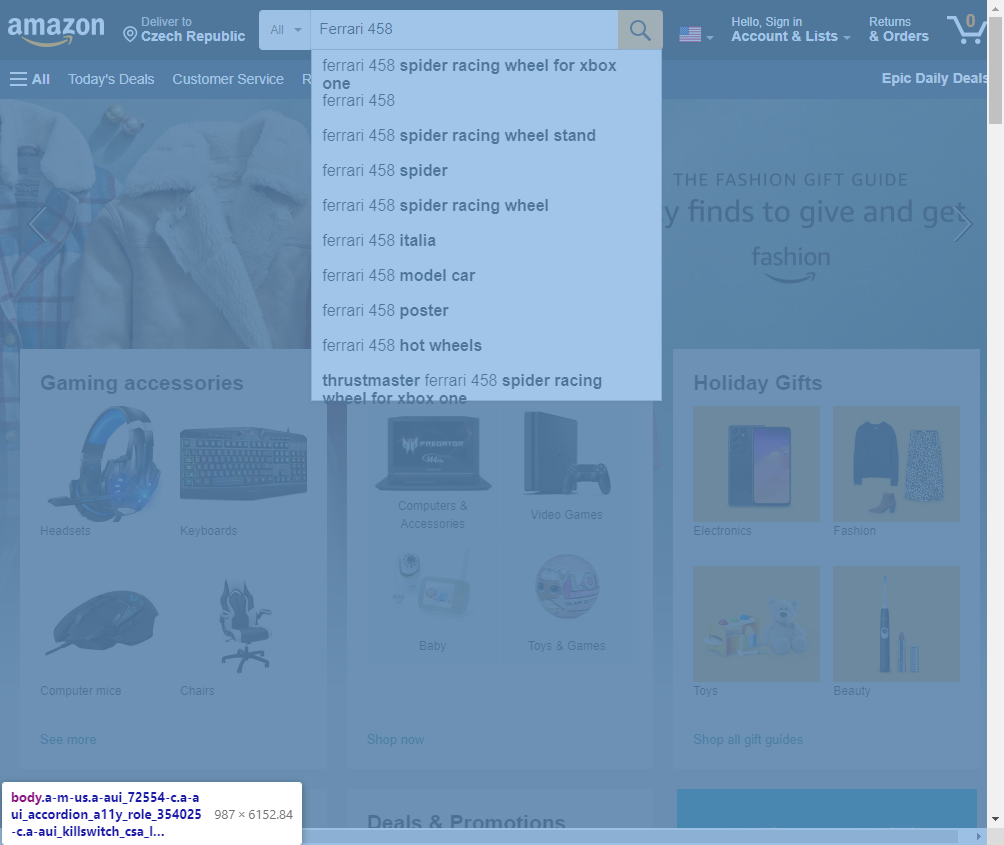 amazon
Deliver to
Czech Republic
All
Ferrari 458
Hello, Sign in
Account & Lists
Returns
& Orders
0
All
Today's Deals
Customer Service
R
Epic Daily Deals
ferrari 458 spider racing wheel for xbox
one
ferrari 458
ferrari 458 spider racing wheel stand
ferrari 458 spider
ferrari 458 spider racing wheel
ferrari 458 italia
ferrari 458 model car
ferrari 458 poster
ferrari 458 hot wheels
thrustmaster ferrari 458 spider racing
wheel for xbox one
THE FASHION GIFT GUIDE
y finds to give and get
fashion
Gaming accessories
Headsets
Keyboards
Computer mice
Chairs
See more
PREDATOR
Computers &
Accessories
Video Games
Baby
Toys & Games
Shop now
Holiday Gifts
Electronics
Fashion
Toys
Beauty
Shop all gift guides
Deals & Promotions
body.a-m-us.a-aui_72554-c.a-a
ui_accordion_a11y_role_354025
-c.a-aui_killswitch_csa_l...
987 × 6152.84